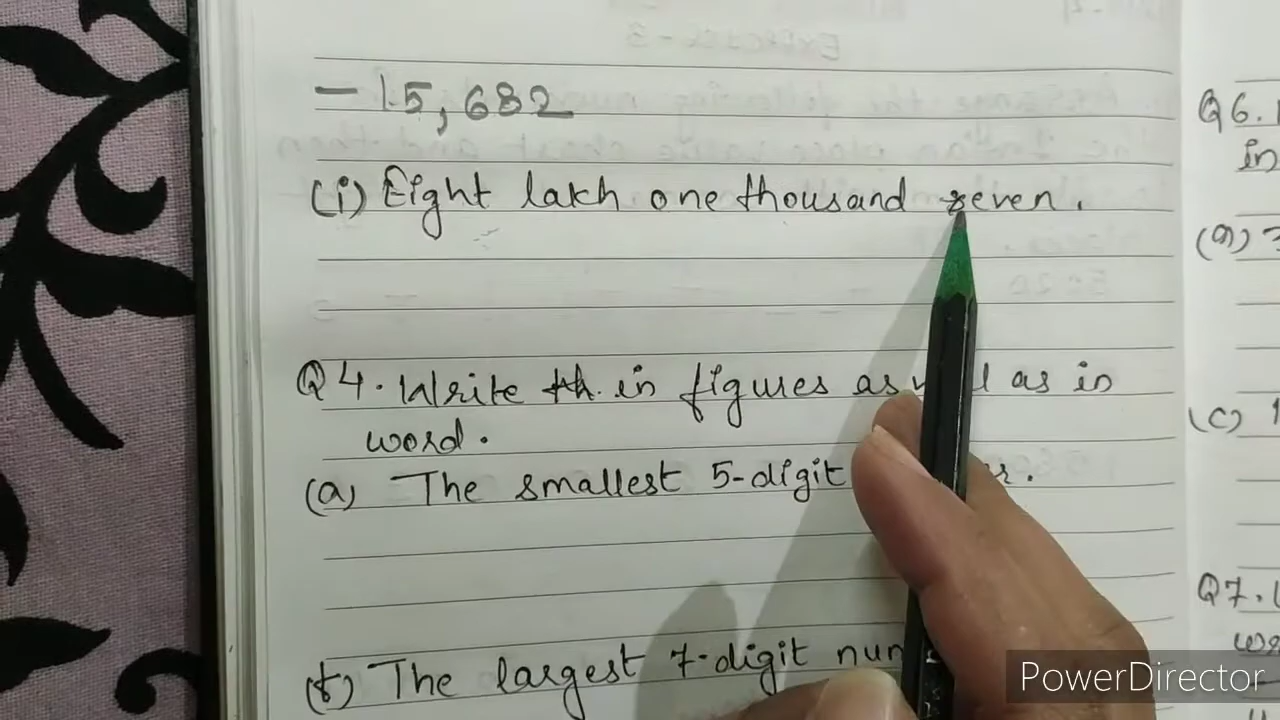 - 15,682
(i) Eight lakh one thousand seven.
Q4. Write th. in figures as as in
word.
(a) The smallest 5-digit
(b) The largest 7-digit
Q6.
in
(a)
(c)
Q7.
PowerDirector